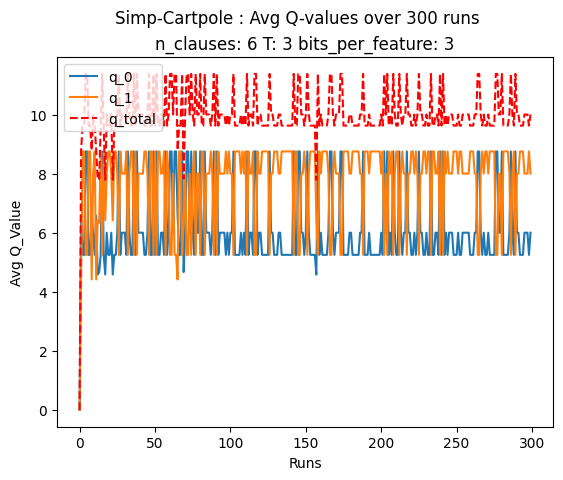 Simp-Cartpole : Avg Q-values over 300 runs
n_clauses: 6 T: 3 bits_per_feature: 3
q_0
q_1
q_total
Avg Q_Value
10
8
6
4
2
0
0 50 100 150 200 250 300
Runs